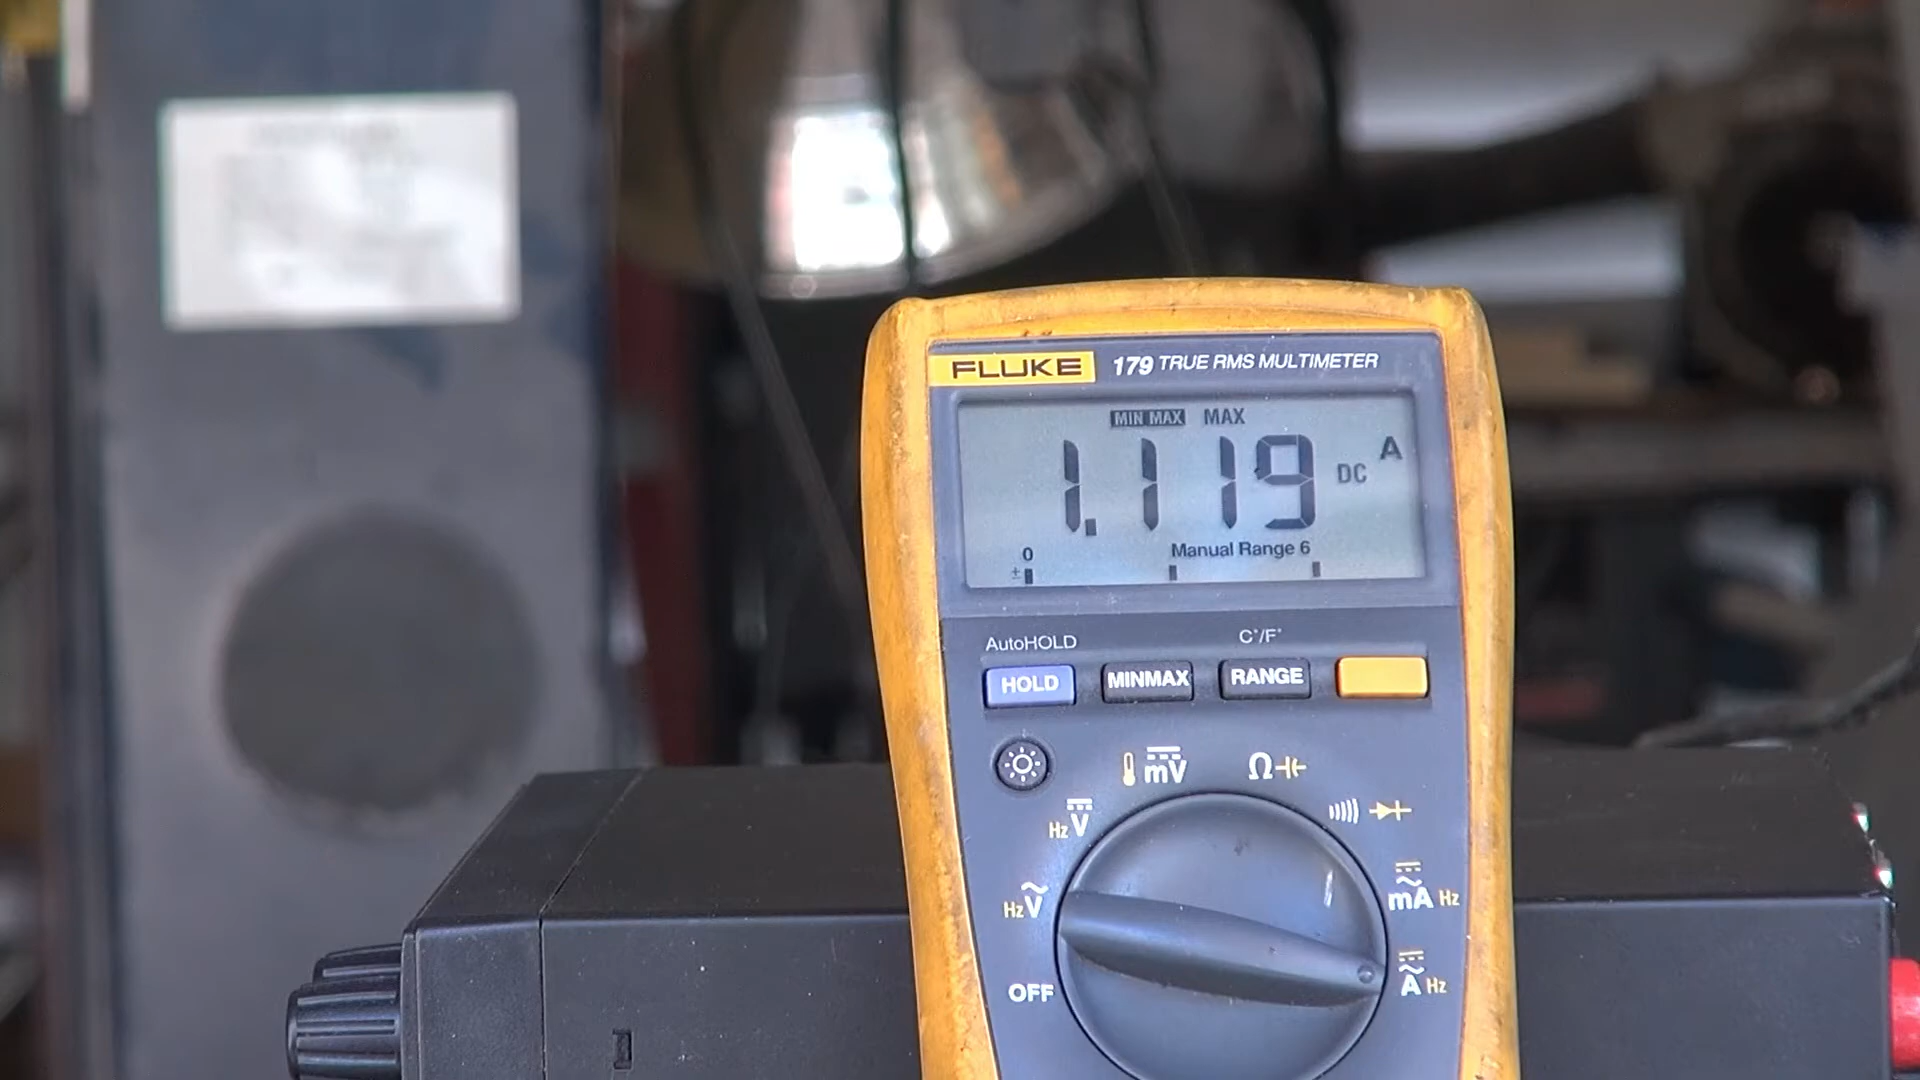 FLUKE 179 TRUE RMS MULTIMETER
MIN MAX MAX
1.119 DC A
Manual Range 6
0
±
AutoHOLD C°/F°
HOLD MINMAX RANGE
mV Ω
Hz V
Hz V mA Hz
OFF A Hz